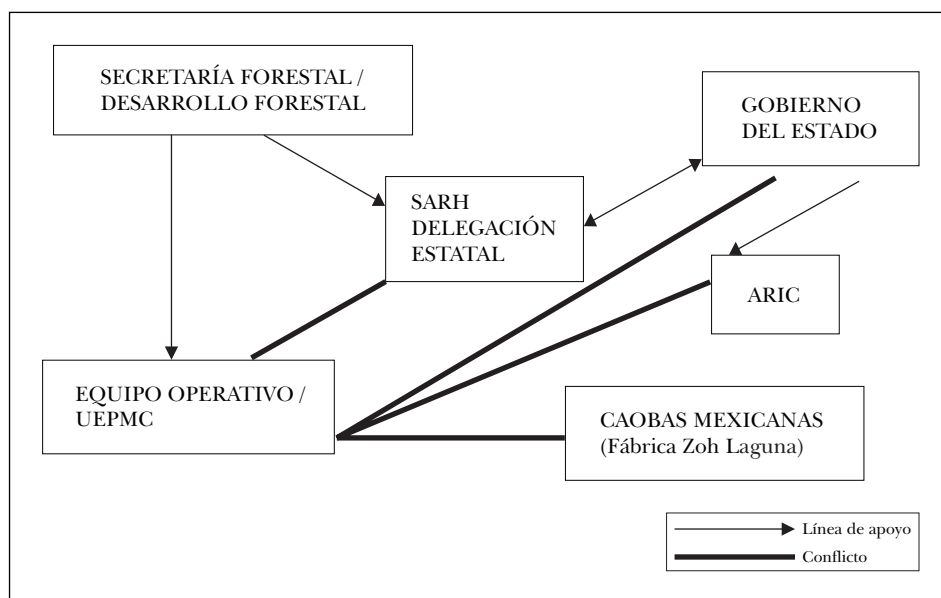 SECRETARÍA FORESTAL /
DESARROLLO FORESTAL
GOBIERNO
DEL ESTADO
SARH
DELEGACIÓN
ESTATAL
ARIC
EQUIPO OPERATIVO /
UEPMC
CAOBAS MEXICANAS
(Fábrica Zoh Laguna)
Línea de apoyo
Conflicto